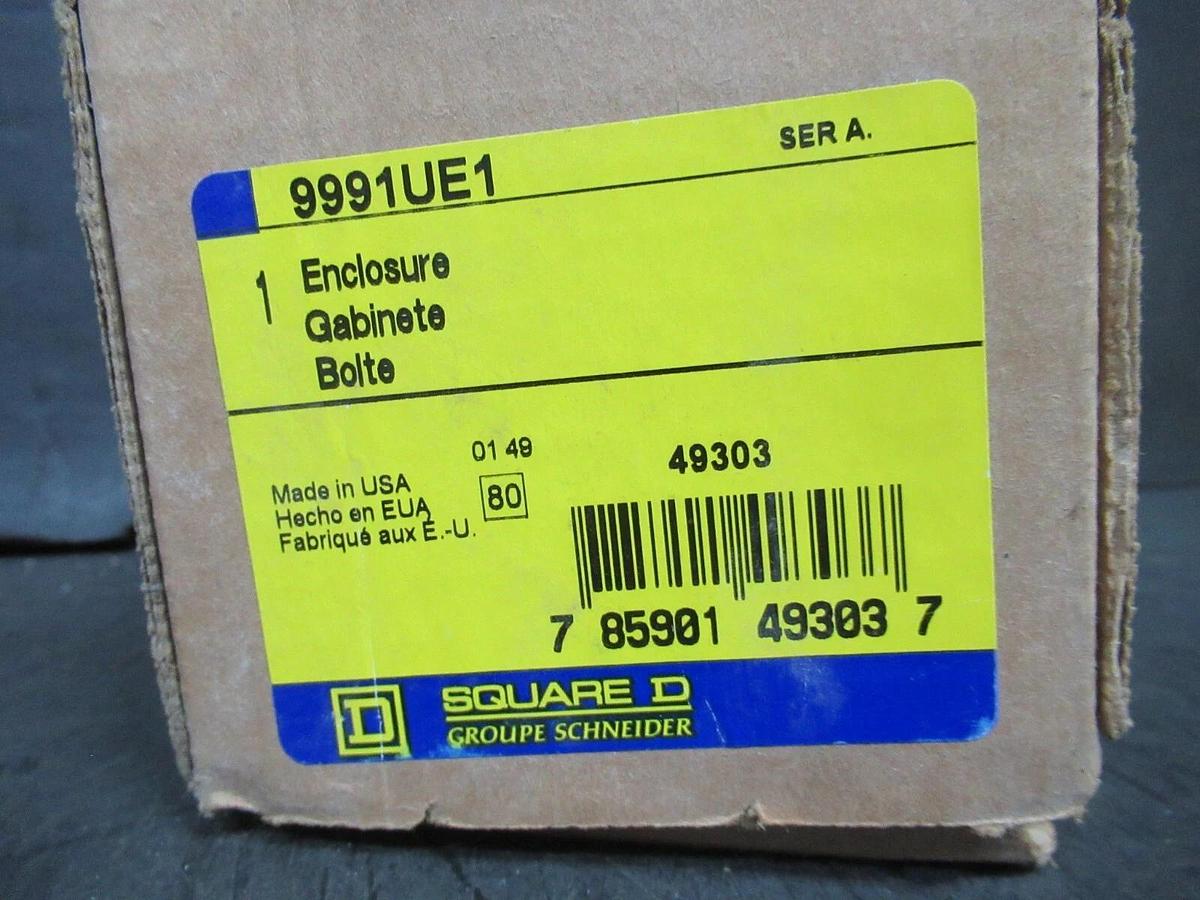 9991UE1 SER A.
1 Enclosure
Gabinete
Boîte
01 49 49303
Made in USA
80
Hecho en EUA
Fabriqué aux É.-U.
7 85901 49303 7
D SQUARE D
GROUPE SCHNEIDER